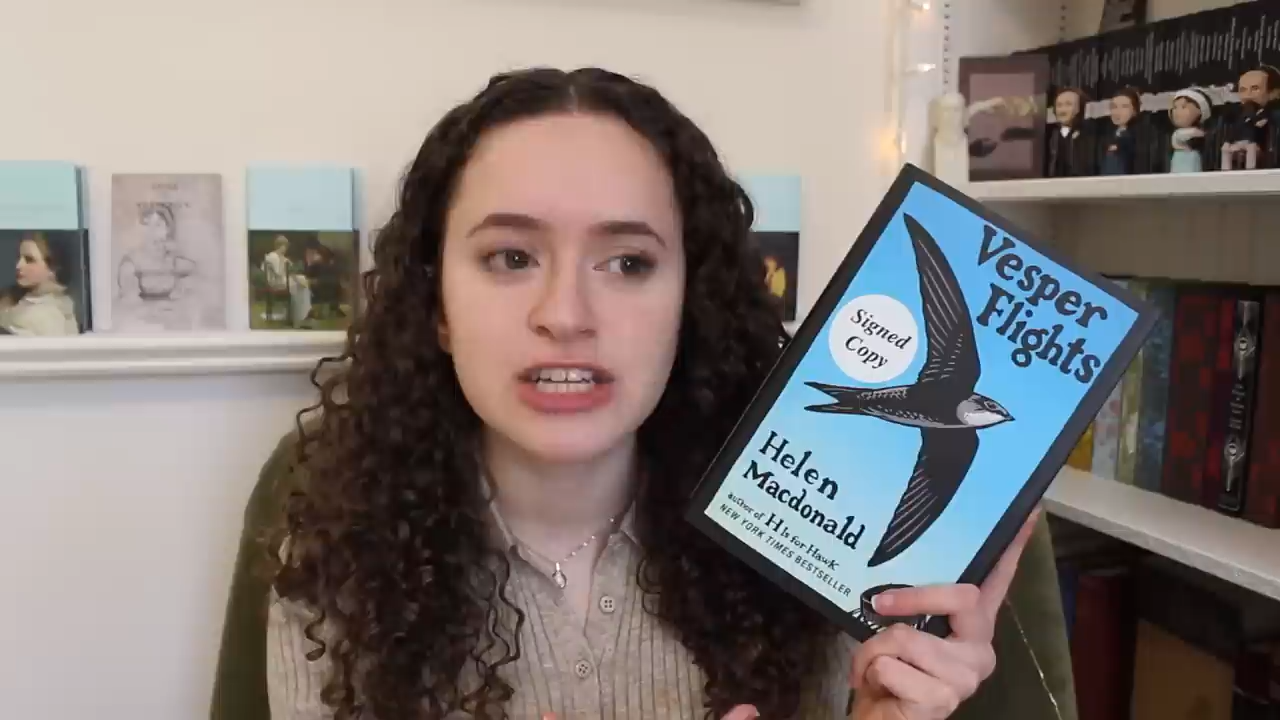 Vesper
Flights
Signed
Copy
Helen
Macdonald
author of H Is for Hawk
NEW YORK TIMES BESTSELLER